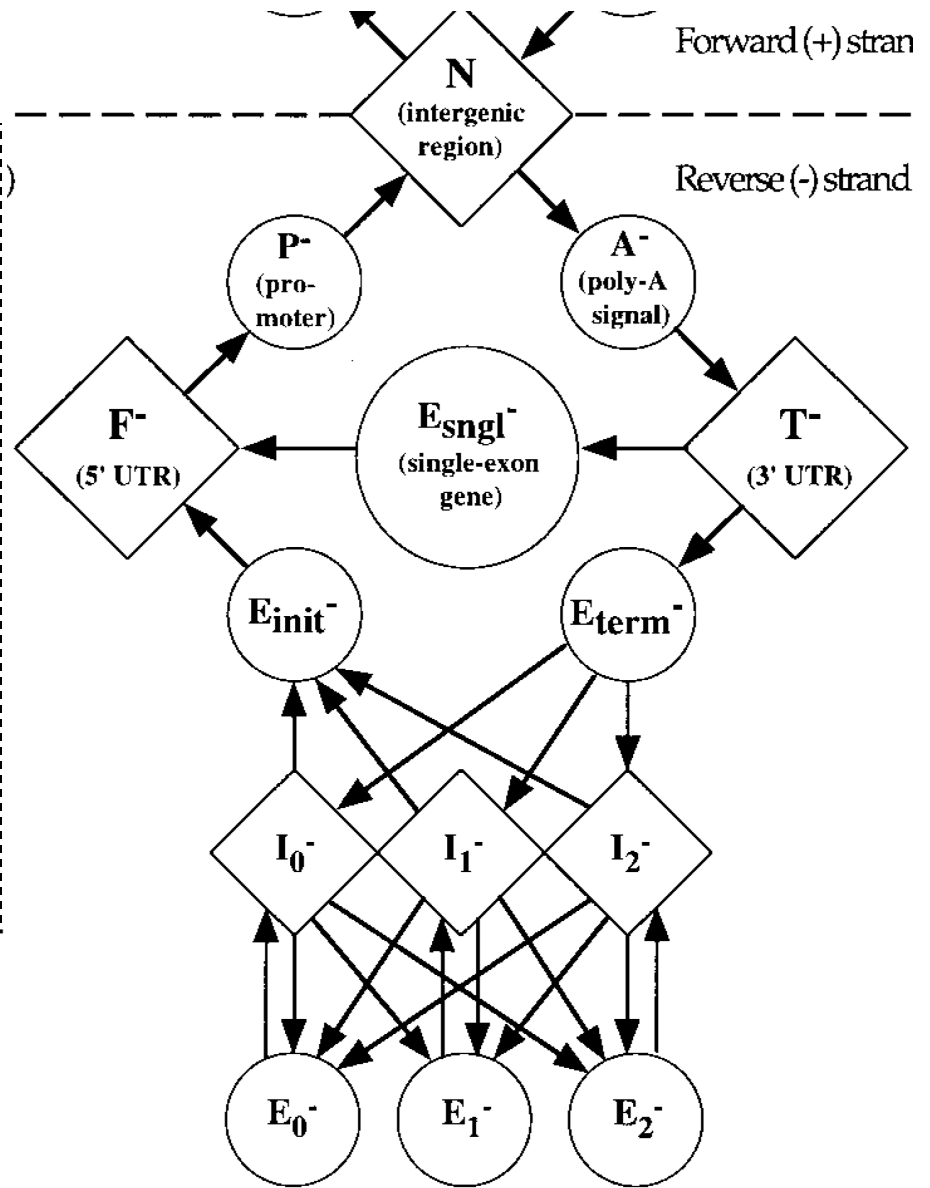 Forward (+) stran
N
(intergenic
region)
)
Reverse (-) strand
P-
(pro-
moter)
A-
(poly-A
signal)
F-
(5' UTR)
Esngl-
(single-exon
gene)
T-
(3' UTR)
Einit-
Eterm-
I0-
I1-
I2-
E0-
E1-
E2-